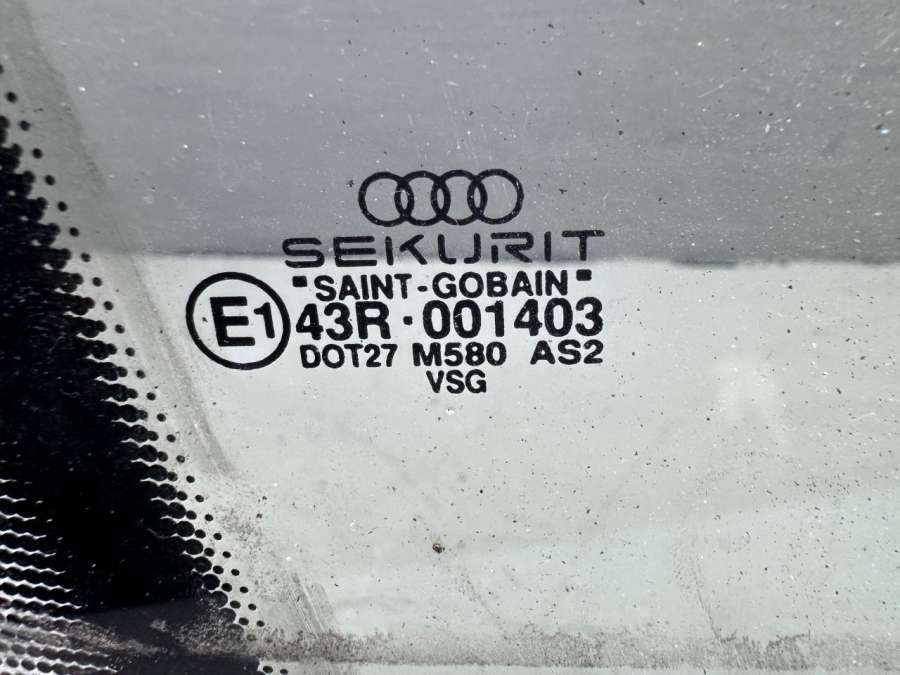 SEKURIT
"SAINT-GOBAIN"
E1 43R·001403
DOT27 M580 AS2
VSG